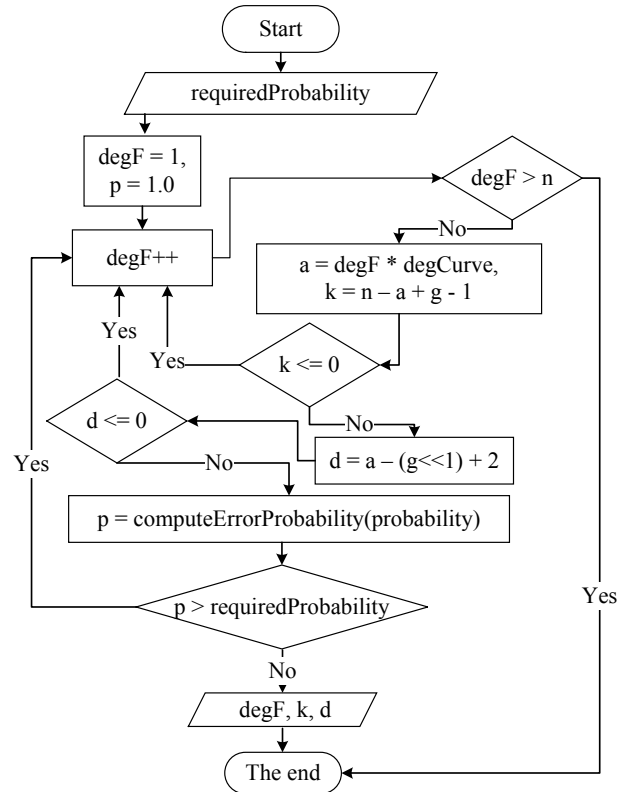 Start
requiredProbability
degF = 1,
p = 1.0
degF > n
No
degF++
a = degF * degCurve,
k = n – a + g - 1
Yes
Yes
k <= 0
d <= 0
No
Yes
No
d = a – (g<<1) + 2
p = computeErrorProbability(probability)
Yes
p > requiredProbability
No
degF, k, d
The end